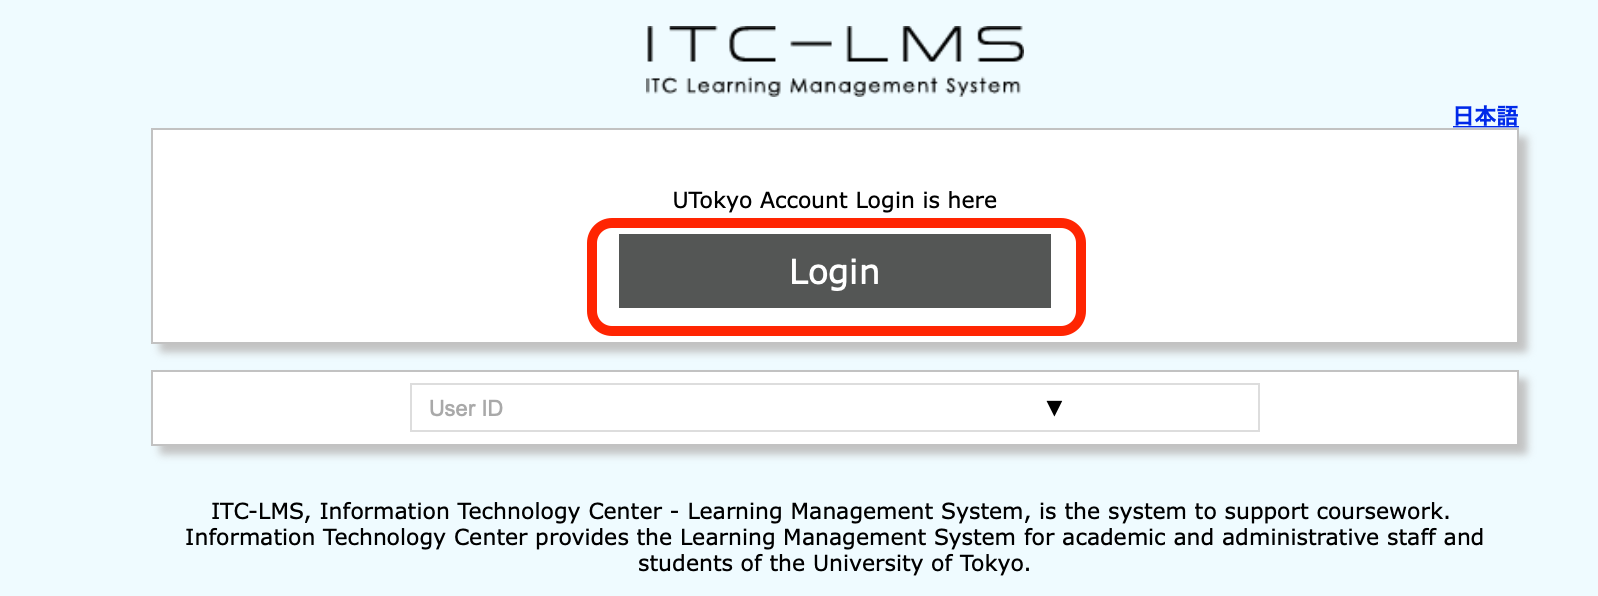 ITC-LMS
ITC Learning Management System
日本語
UTokyo Account Login is here
Login
User ID
ITC-LMS, Information Technology Center - Learning Management System, is the system to support coursework.
Information Technology Center provides the Learning Management System for academic and administrative staff and
students of the University of Tokyo.